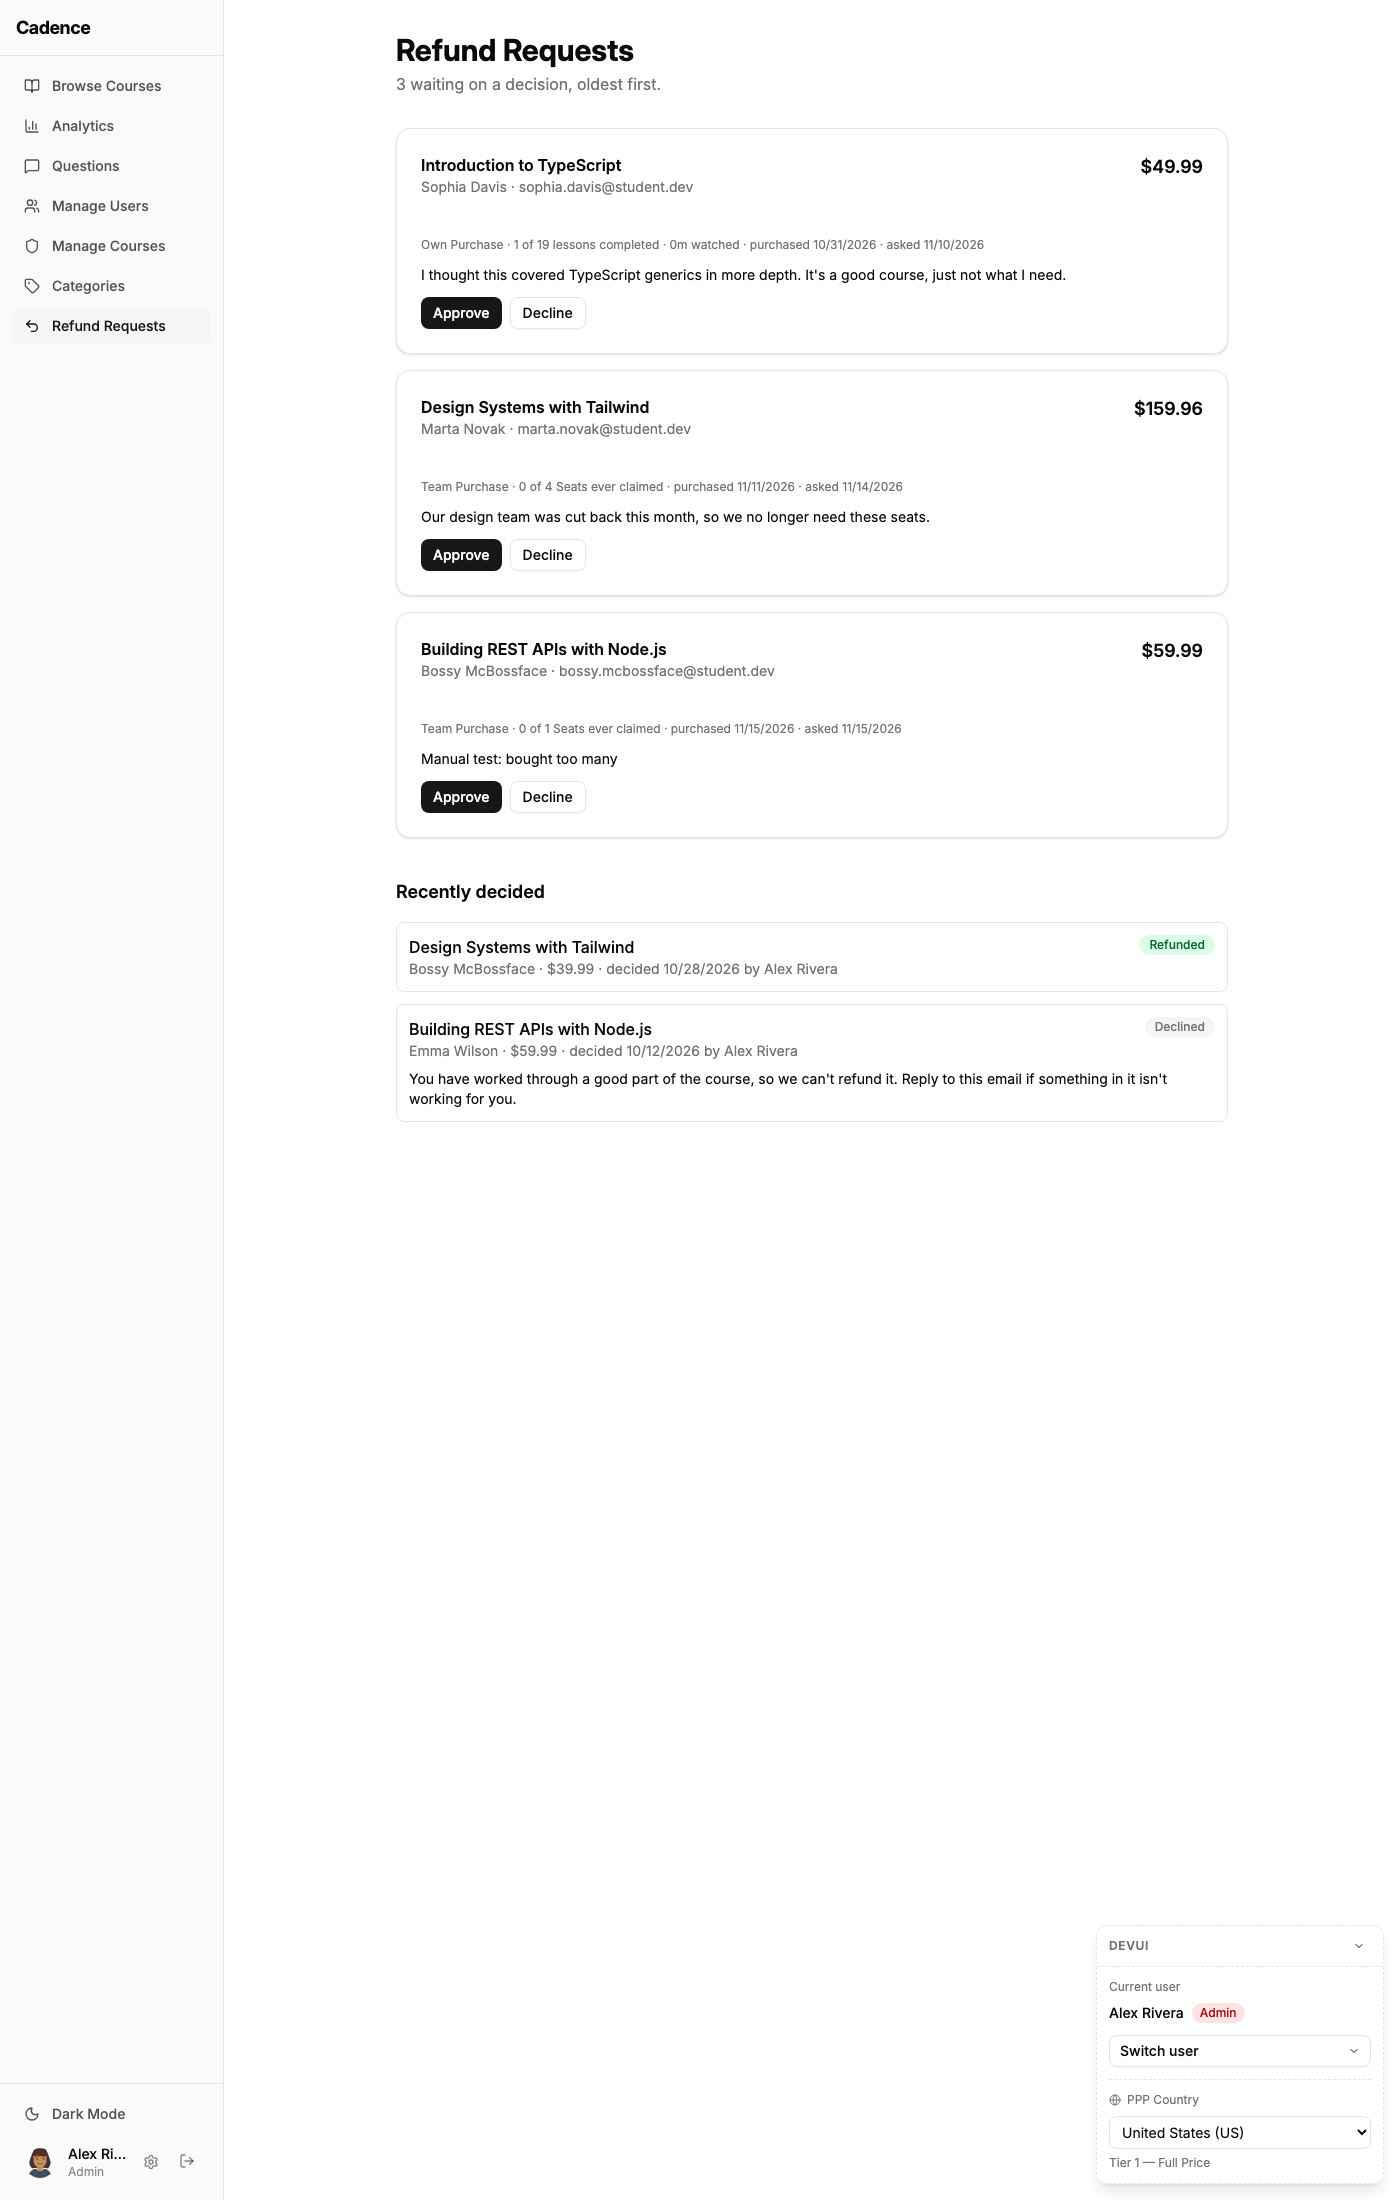 Cadence
Browse Courses
Analytics
Questions
Manage Users
Manage Courses
Categories
Refund Requests
Refund Requests
3 waiting on a decision, oldest first.
Introduction to TypeScript
$49.99
Sophia Davis · sophia.davis@student.dev
Own Purchase · 1 of 19 lessons completed · 0m watched · purchased 10/31/2026 · asked 11/10/2026
I thought this covered TypeScript generics in more depth. It's a good course, just not what I need.
Approve
Decline
Design Systems with Tailwind
$159.96
Marta Novak · marta.novak@student.dev
Team Purchase · 0 of 4 Seats ever claimed · purchased 11/11/2026 · asked 11/14/2026
Our design team was cut back this month, so we no longer need these seats.
Approve
Decline
Building REST APIs with Node.js
$59.99
Bossy McBossface · bossy.mcbossface@student.dev
Team Purchase · 0 of 1 Seats ever claimed · purchased 11/15/2026 · asked 11/15/2026
Manual test: bought too many
Approve
Decline
Recently decided
Design Systems with Tailwind
Refunded
Bossy McBossface · $39.99 · decided 10/28/2026 by Alex Rivera
Building REST APIs with Node.js
Declined
Emma Wilson · $59.99 · decided 10/12/2026 by Alex Rivera
You have worked through a good part of the course, so we can't refund it. Reply to this email if something in it isn't
working for you.
DEVUI
Current user
Alex Rivera
Admin
Switch user
PPP Country
United States (US)
Tier 1 — Full Price
Dark Mode
Alex Ri...
Admin